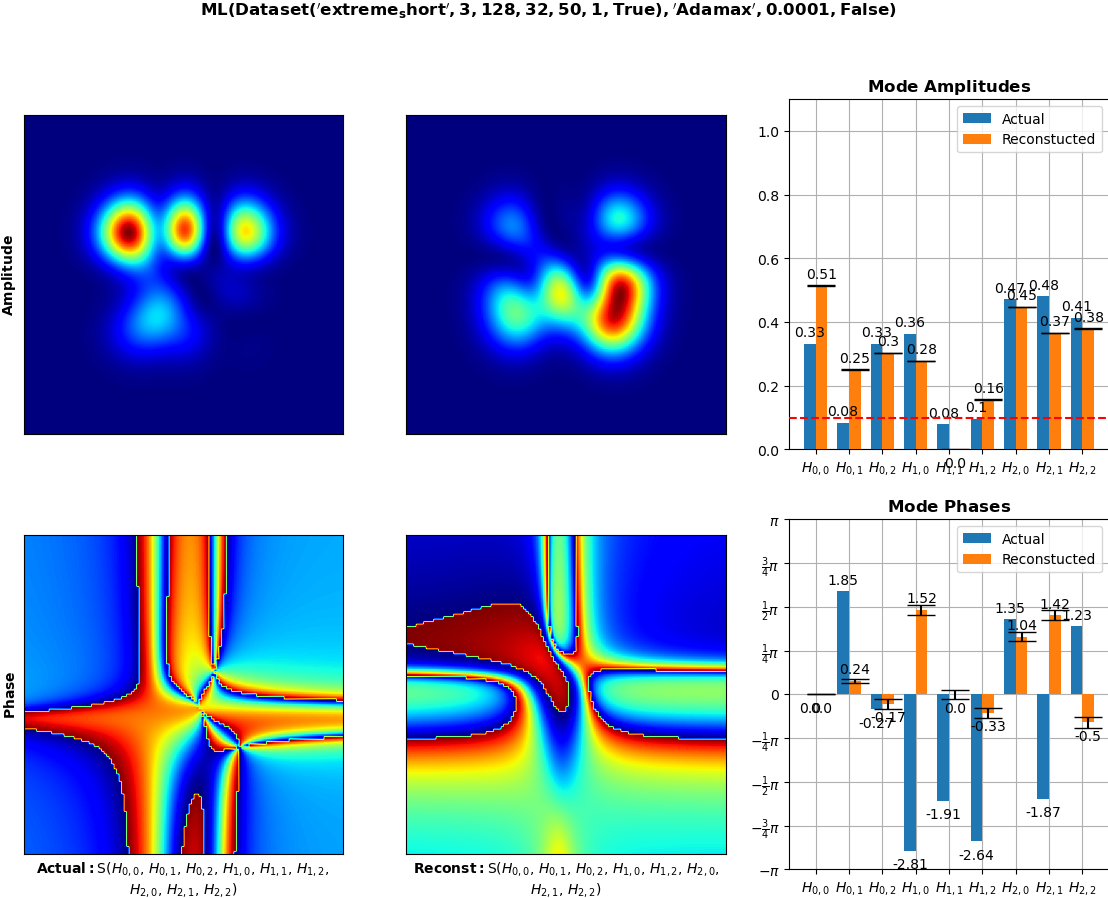 ML(Dataset('extreme_short', 3, 128, 32, 50, 1, True), 'Adamax', 0.0001, False)
Amplitude
Mode Amplitudes
Actual
Reconstucted
1.0
0.8
0.6
0.4
0.2
0.0
0.33
0.51
0.08
0.25
0.33
0.3
0.36
0.28
0.08
0.0
0.1
0.16
0.47
0.45
0.48
0.37
0.41
0.38
H0,0 H0,1 H0,2 H1,0 H1,1 H1,2 H2,0 H2,1 H2,2
Phase
Actual: S(H0,0, H0,1, H0,2, H1,0, H1,1, H1,2,
H2,0, H2,1, H2,2)
Reconst: S(H0,0, H0,1, H0,2, H1,0, H1,2, H2,0,
H2,1, H2,2)
Mode Phases
Actual
Reconstucted
π
3/4π
1/2π
1/4π
0
−1/4π
−1/2π
−3/4π
−π
0.0
0.0
1.85
0.24
-0.27
-0.17
-2.81
1.52
-1.91
0.0
-2.64
-0.33
1.35
1.04
-1.87
1.42
1.23
-0.5
H0,0 H0,1 H0,2 H1,0 H1,1 H1,2 H2,0 H2,1 H2,2